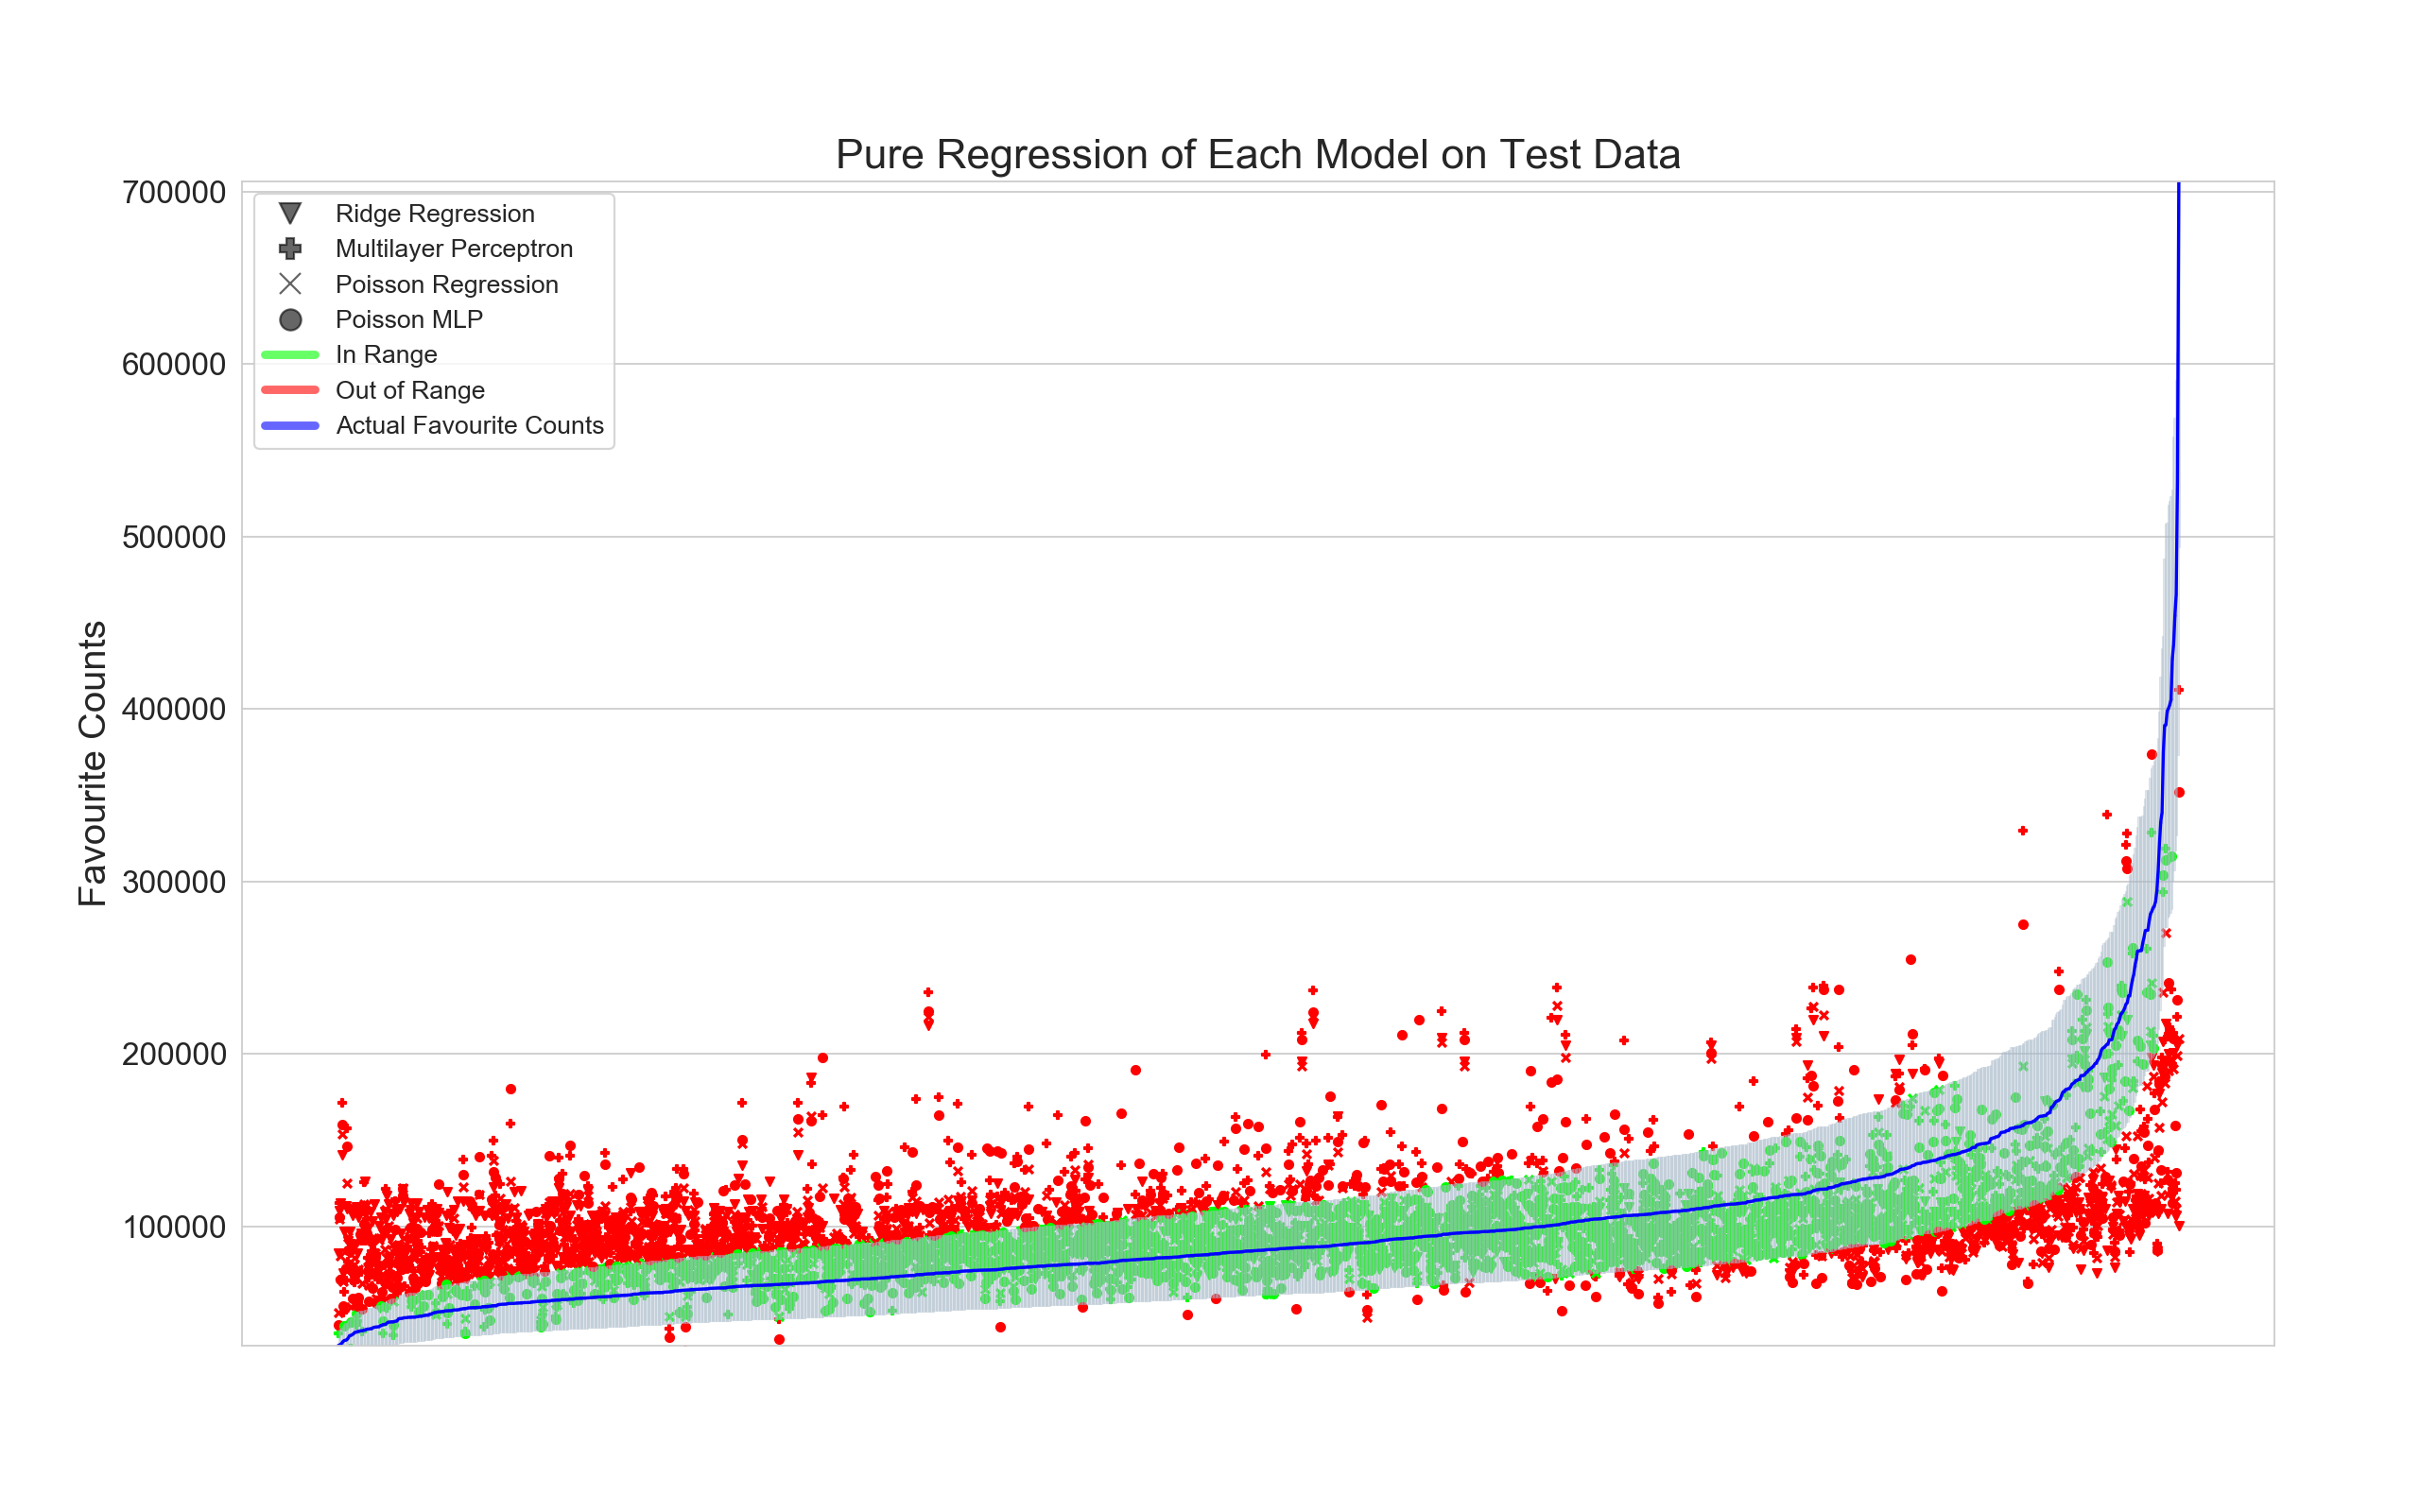 Pure Regression of Each Model on Test Data
700000
600000
500000
400000
300000
200000
100000
Favourite Counts
Ridge Regression
Multilayer Perceptron
Poisson Regression
Poisson MLP
In Range
Out of Range
Actual Favourite Counts